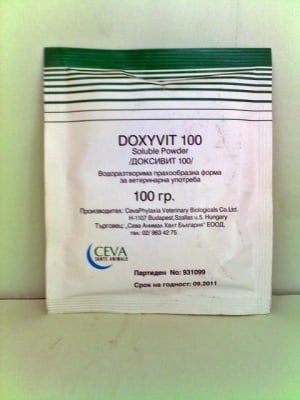 DOXYVIT 100
Soluble Powder
/ДОКСИВИТ 100/
Водоразтворима прахообразна форма
за ветеринарна употреба
100 гр.
Производител: CevaPhylaxia Veterinary Biologicals Co.Ltd.
H-1107 Budapest,Szallas u.5. Hungary
Търговец: „Сева Анимал Хелт България" ЕООД,
тел: 02/ 963 42 75
CEVA
SANTE ANIMALE
Партиден No: 931099
Срок на годност: 09.2011